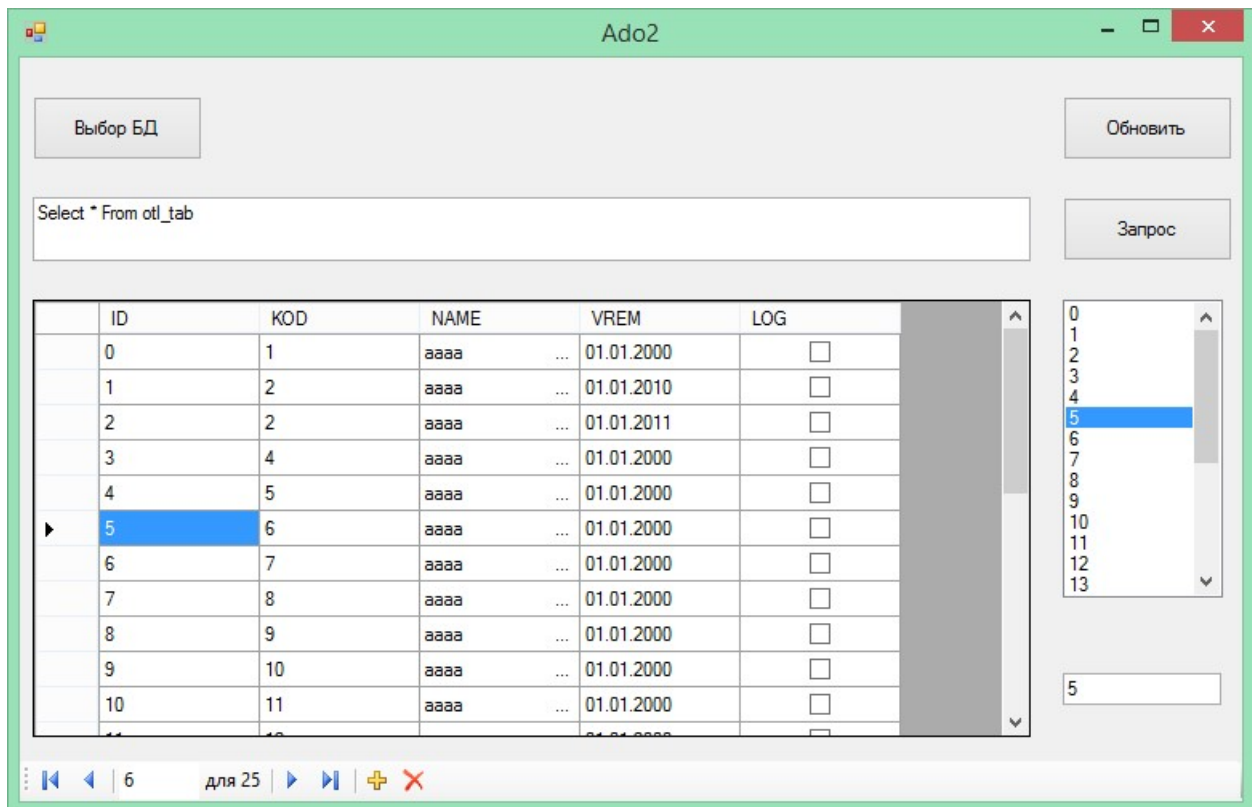 Ado2
Выбор БД
Обновить
Select * From otl_tab
Запрос
ID KOD NAME VREM LOG
0 1 aaaa ... 01.01.2000
1 2 aaaa ... 01.01.2010
2 2 aaaa ... 01.01.2011
3 4 aaaa ... 01.01.2000
4 5 aaaa ... 01.01.2000
5 6 aaaa ... 01.01.2000
6 7 aaaa ... 01.01.2000
7 8 aaaa ... 01.01.2000
8 9 aaaa ... 01.01.2000
9 10 aaaa ... 01.01.2000
10 11 aaaa ... 01.01.2000
0
1
2
3
4
5
6
7
8
9
10
11
12
13
5
6 для 25